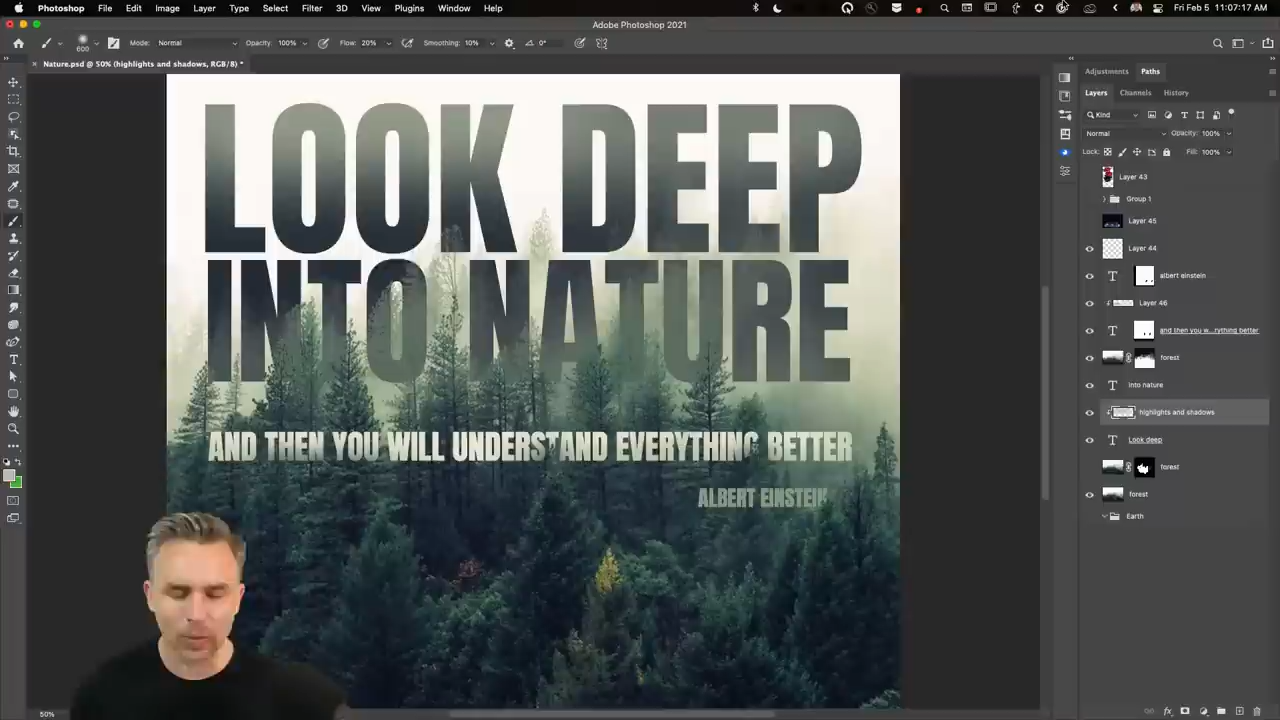 Photoshop File Edit Image Layer Type Select Filter 3D View Plugins Window Help Fri Feb 5 11:07:17 AM
Adobe Photoshop 2021
600 Mode: Normal Opacity: 100% Flow: 20% Smoothing: 10% 0°
Nature.psd @ 50% (highlights and shadows, RGB/8) *
Adjustments Paths
Layers Channels History
Kind
Normal Opacity: 100%
Lock: Fill: 100%
Layer 43
Group 1
Layer 45
Layer 44
albert einstein
Layer 46
and then you w...rything better
forest
into nature
highlights and shadows
Look deep
forest
forest
Earth
LOOK DEEP
INTO NATURE
AND THEN YOU WILL UNDERSTAND EVERYTHING BETTER
ALBERT EINSTEIN
50%